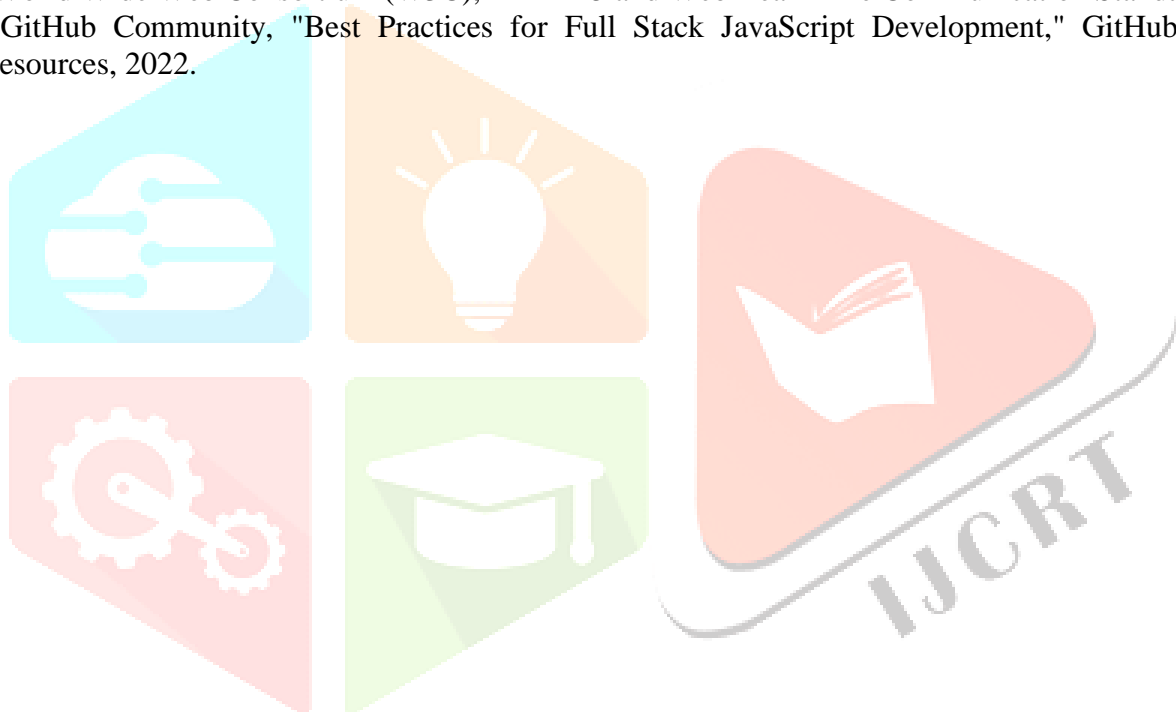 GitHub Community, "Best Practices for Full Stack JavaScript Development," GitHub
esources, 2022.
IJCRT